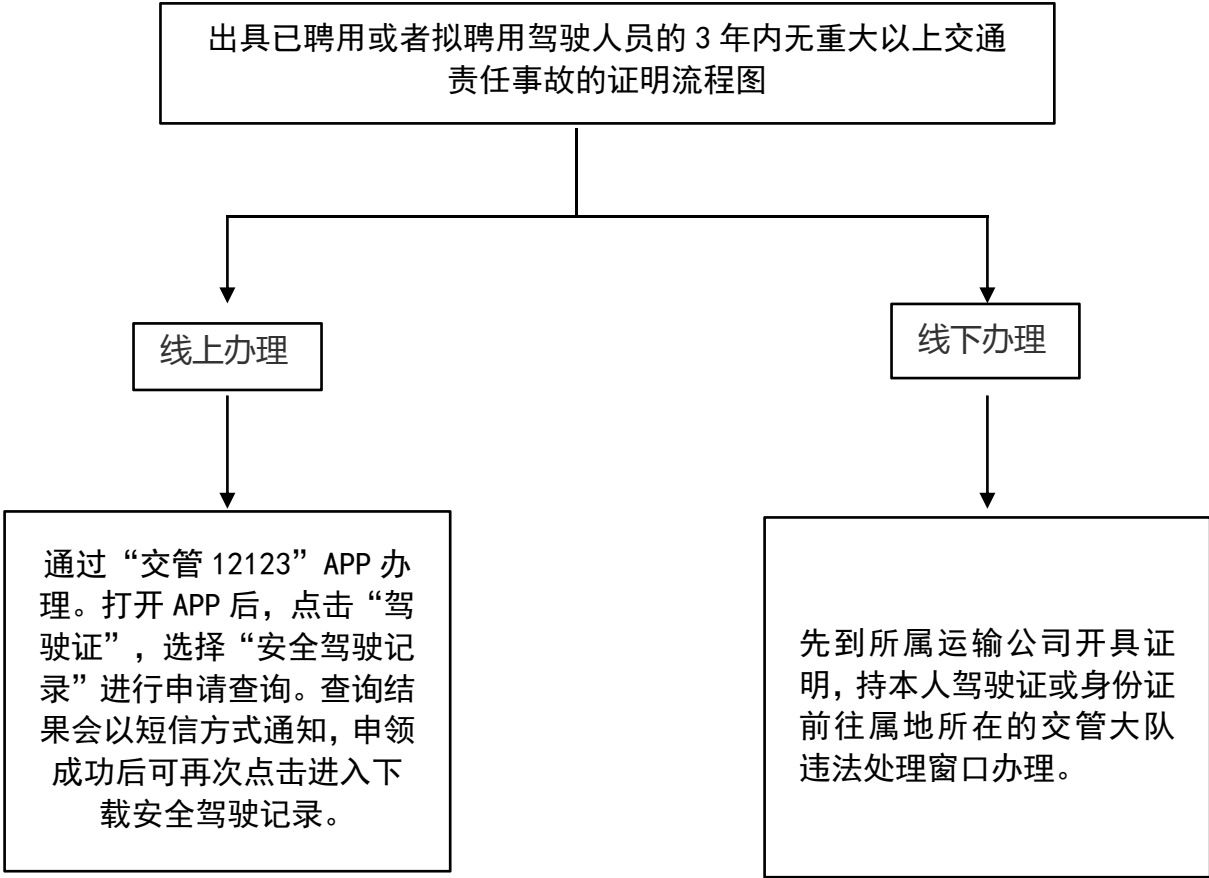 出具已聘用或者拟聘用驾驶人员的 3 年内无重大以上交通
责任事故的证明流程图
线上办理
线下办理
通过“交管 12123”APP 办
理。打开 APP 后，点击“驾
驶证”，选择“安全驾驶记
录”进行申请查询。查询结
果会以短信方式通知，申领
成功后可再次点击进入下
载安全驾驶记录。
先到所属运输公司开具证
明，持本人驾驶证或身份证
前往属地所在的交管大队
违法处理窗口办理。